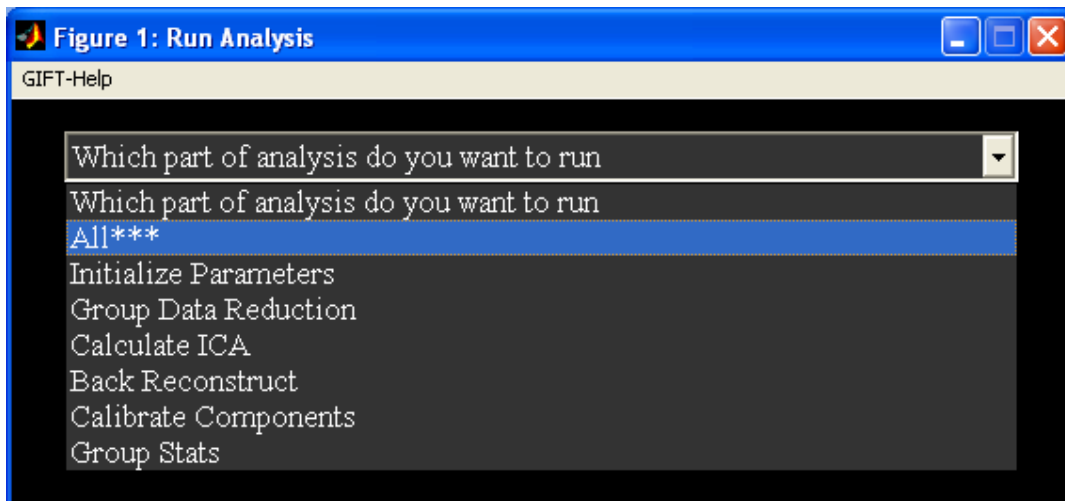 Figure 1: Run Analysis
GIFT-Help
Which part of analysis do you want to run
Which part of analysis do you want to run
All***
Initialize Parameters
Group Data Reduction
Calculate ICA
Back Reconstruct
Calibrate Components
Group Stats